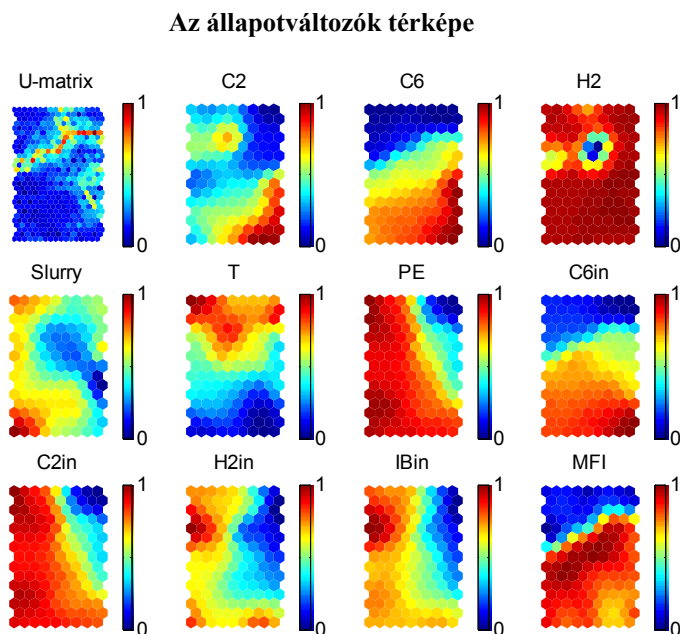 Az állapotváltozók térképe
U-matrix C2 C6 H2
1 1 1 1
0 0 0 0
Slurry T PE C6in
1 1 1 1
0 0 0 0
C2in H2in IBin MFI
1 1 1 1
0 0 0 0